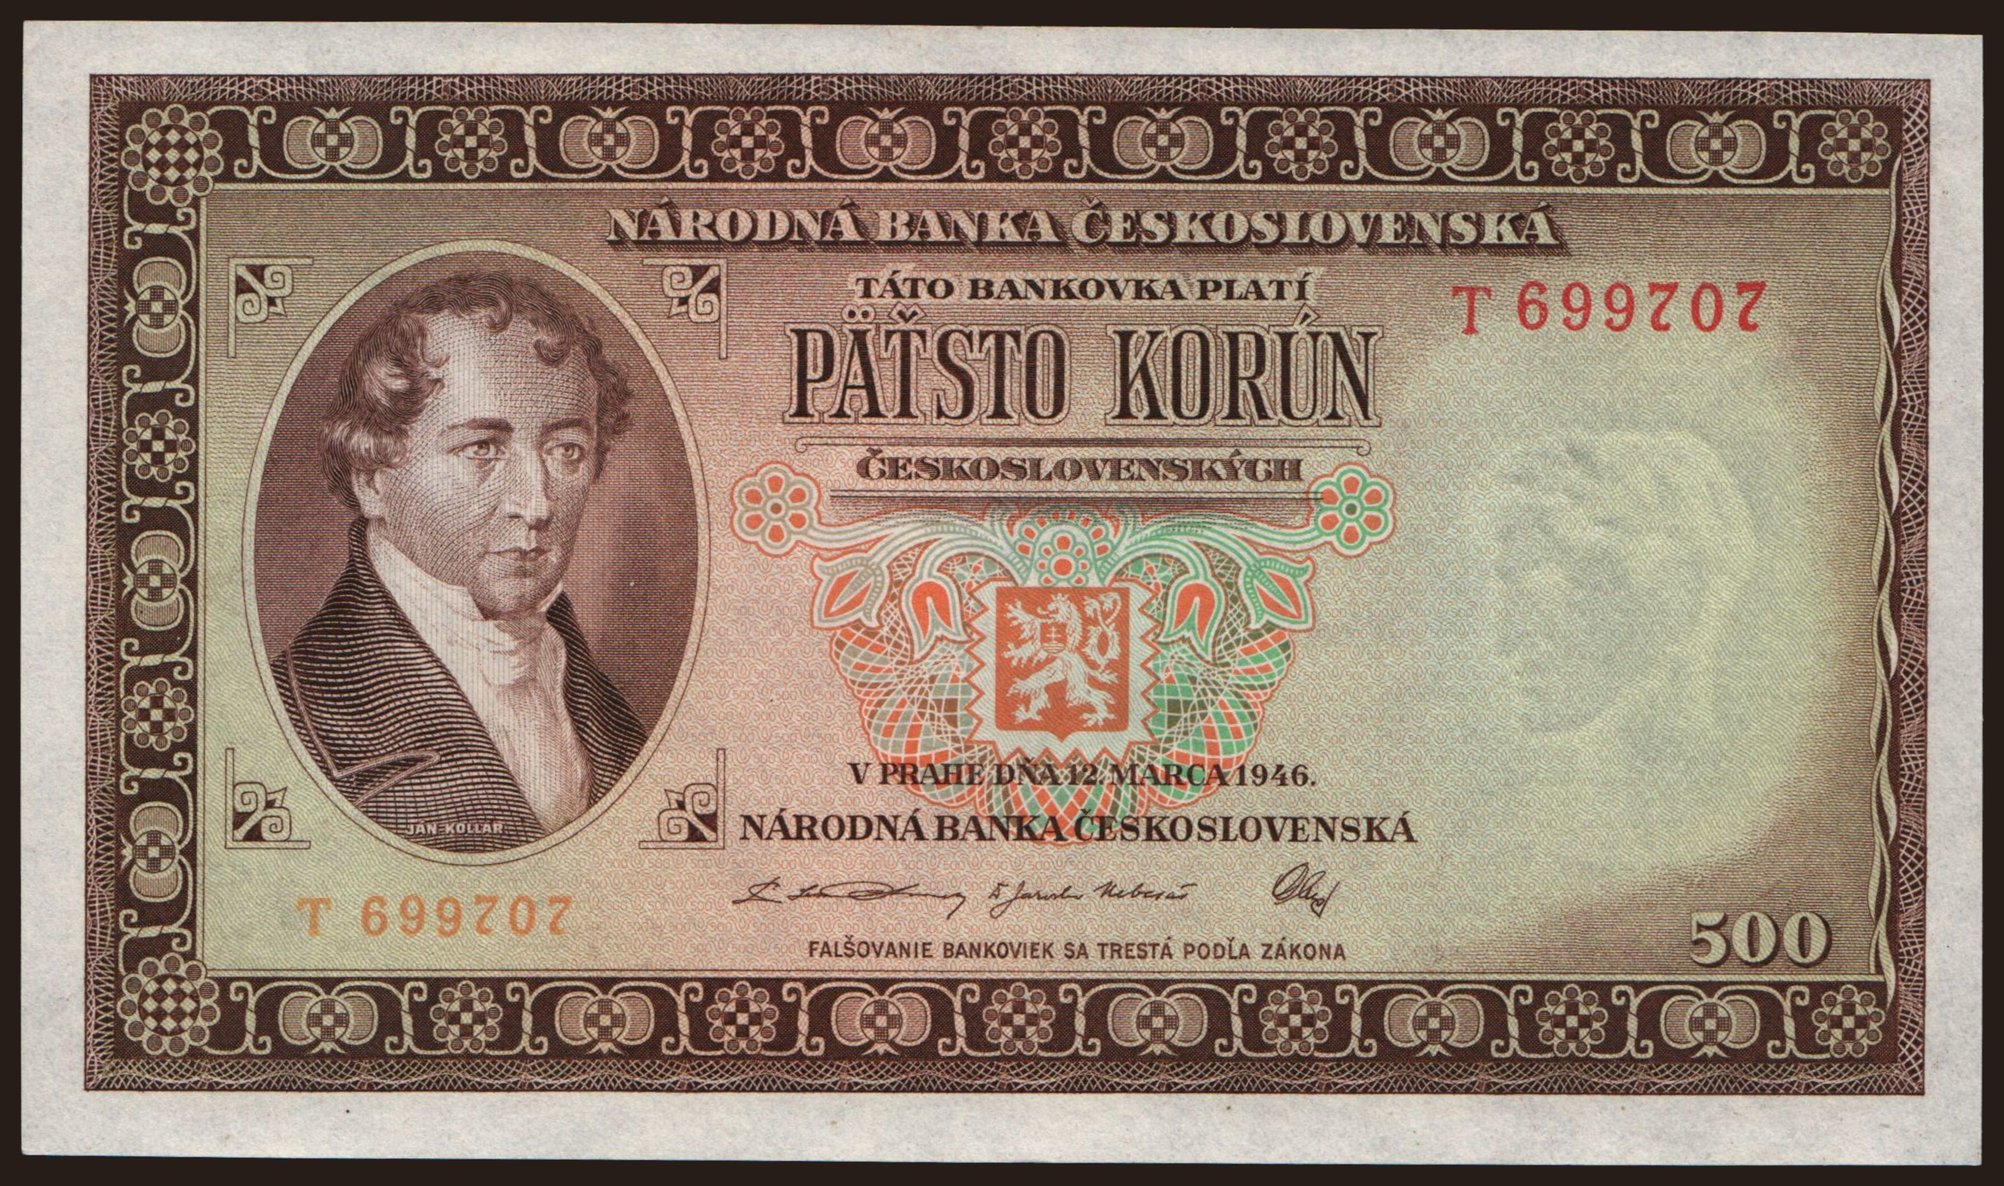 NÁRODNÁ BANKA ČESKOSLOVENSKÁ
TÁTO BANKOVKA PLATÍ
T 699707
PÄŤSTO KORÚN
ČESKOSLOVENSKÝCH
V PRAHE DŇA 12. MARCA 1946.
JÁN KOLLÁR
NÁRODNÁ BANKA ČESKOSLOVENSKÁ
T 699707
FALŠOVANIE BANKOVIEK SA TRESTÁ PODĽA ZÁKONA
500